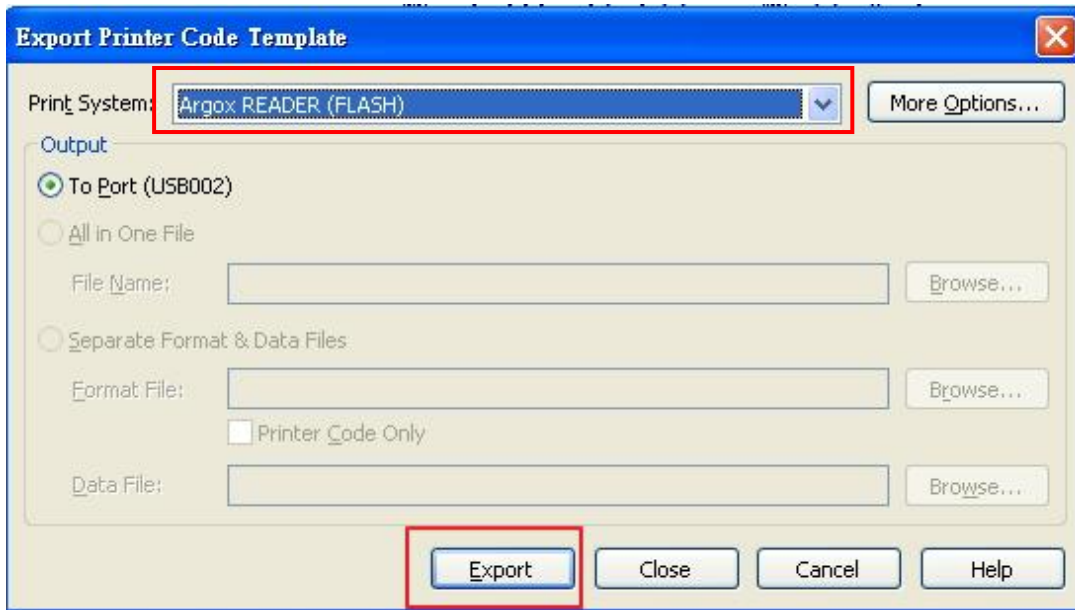 Export Printer Code Template
Print System: Argox READER (FLASH) More Options...
Output
To Port (USB002)
All in One File
File Name: Browse...
Separate Format & Data Files
Format File: Browse...
Printer Code Only
Data File: Browse...
Export Close Cancel Help